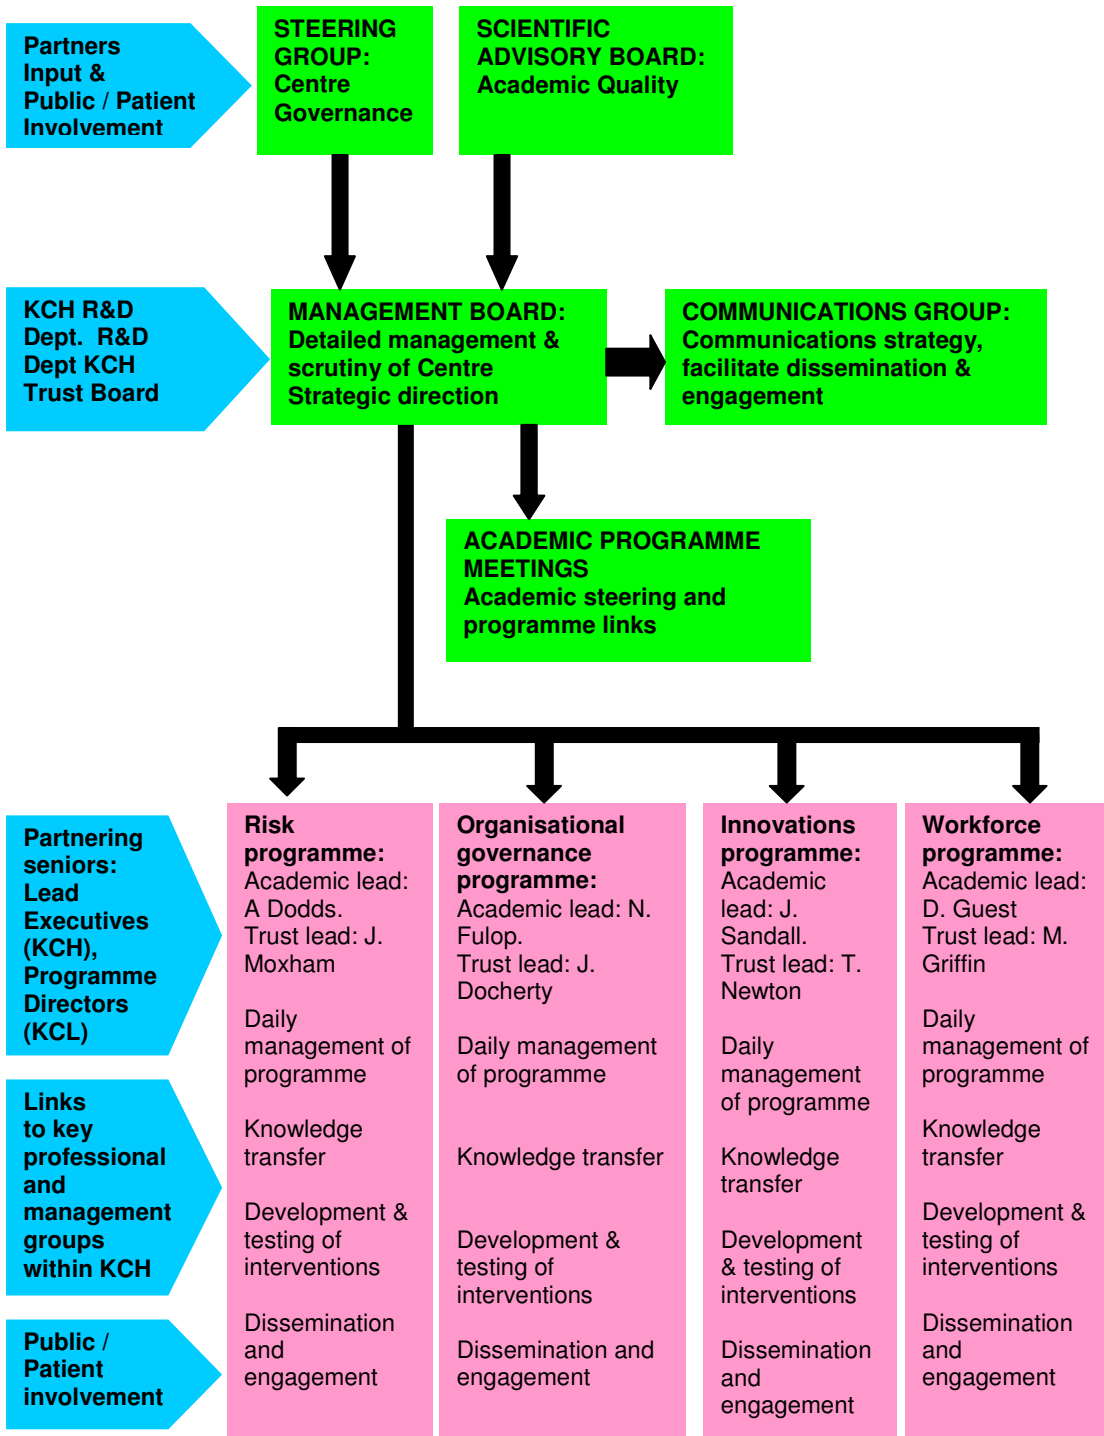 Partners
Input &
Public / Patient
Involvement
STEERING
GROUP:
Centre
Governance
SCIENTIFIC
ADVISORY BOARD:
Academic Quality
KCH R&D
Dept.  R&D
Dept KCH
Trust Board
MANAGEMENT BOARD:
Detailed management &
scrutiny of Centre
Strategic direction
COMMUNICATIONS GROUP:
Communications strategy,
facilitate dissemination &
engagement
ACADEMIC PROGRAMME
MEETINGS
Academic steering and
programme links
Partnering
seniors:
Lead
Executives
(KCH),
Programme
Directors
(KCL)
Links
to key
professional
and
management
groups
within KCH
Public /
Patient
involvement
Risk
programme:
Academic lead:
A Dodds.
Trust lead: J.
Moxham
Daily
management of
programme
Knowledge
transfer
Development &
testing of
interventions
Dissemination
and
engagement
Organisational
governance
programme:
Academic lead: N.
Fulop.
Trust lead: J.
Docherty
Daily management
of programme
Knowledge transfer
Development &
testing of
interventions
Dissemination and
engagement
Innovations
programme:
Academic
lead: J.
Sandall.
Trust lead: T.
Newton
Daily
management
of programme
Knowledge
transfer
Development
& testing of
interventions
Dissemination
and
engagement
Workforce
programme:
Academic lead:
D. Guest
Trust lead: M.
Griffin
Daily
management of
programme
Knowledge
transfer
Development &
testing of
interventions
Dissemination
and
engagement